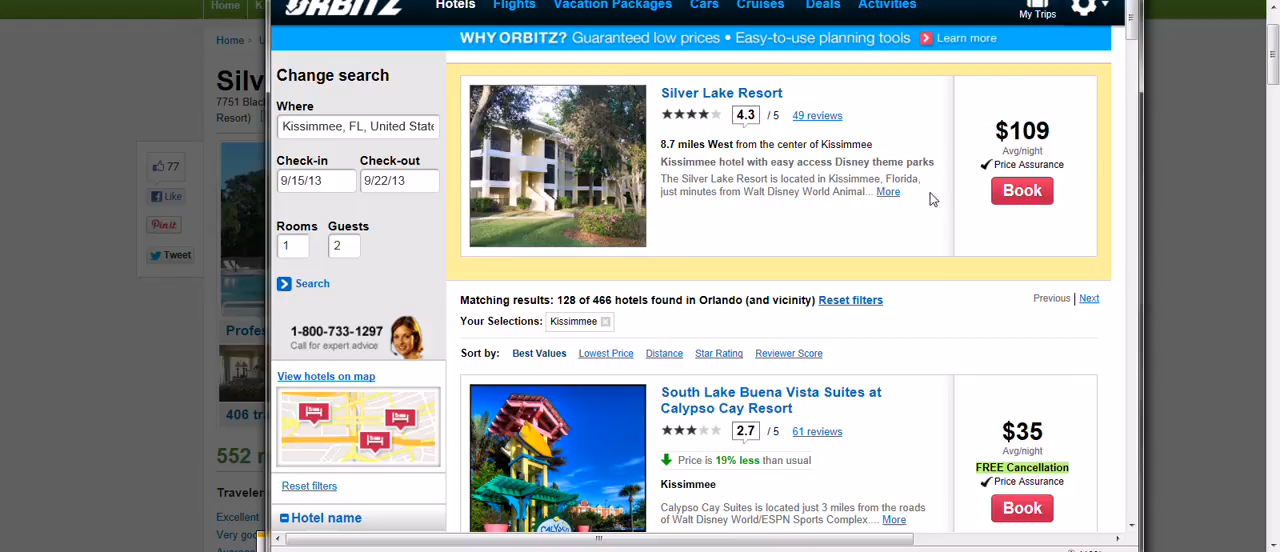 Home
ORBITZ
Hotels Flights Vacation Packages Cars Cruises Deals Activities
My Trips
WHY ORBITZ? Guaranteed low prices • Easy-to-use planning tools Learn more
Home >
Silv
7751 Blac
Resort)
77
Like
Pin it
Tweet
Profes
406 tra
552 r
Traveler
Excellent
Very goo
Change search
Where
Kissimmee, FL, United State
Check-in Check-out
9/15/13 9/22/13
Rooms Guests
1 2
Search
1-800-733-1297
Call for expert advice
View hotels on map
Reset filters
Hotel name
Silver Lake Resort
4.3 / 5 49 reviews
8.7 miles West from the center of Kissimmee
Kissimmee hotel with easy access Disney theme parks
The Silver Lake Resort is located in Kissimmee, Florida,
just minutes from Walt Disney World Animal... More
$109
Avg/night
Price Assurance
Book
Matching results: 128 of 466 hotels found in Orlando (and vicinity) Reset filters
Previous | Next
Your Selections: Kissimmee
Sort by: Best Values Lowest Price Distance Star Rating Reviewer Score
South Lake Buena Vista Suites at
Calypso Cay Resort
2.7 / 5 61 reviews
Price is 19% less than usual
Kissimmee
Calypso Cay Suites is located just 3 miles from the roads
of Walt Disney World/ESPN Sports Complex.... More
CALYPSO
$35
Avg/night
FREE Cancellation
Price Assurance
Book